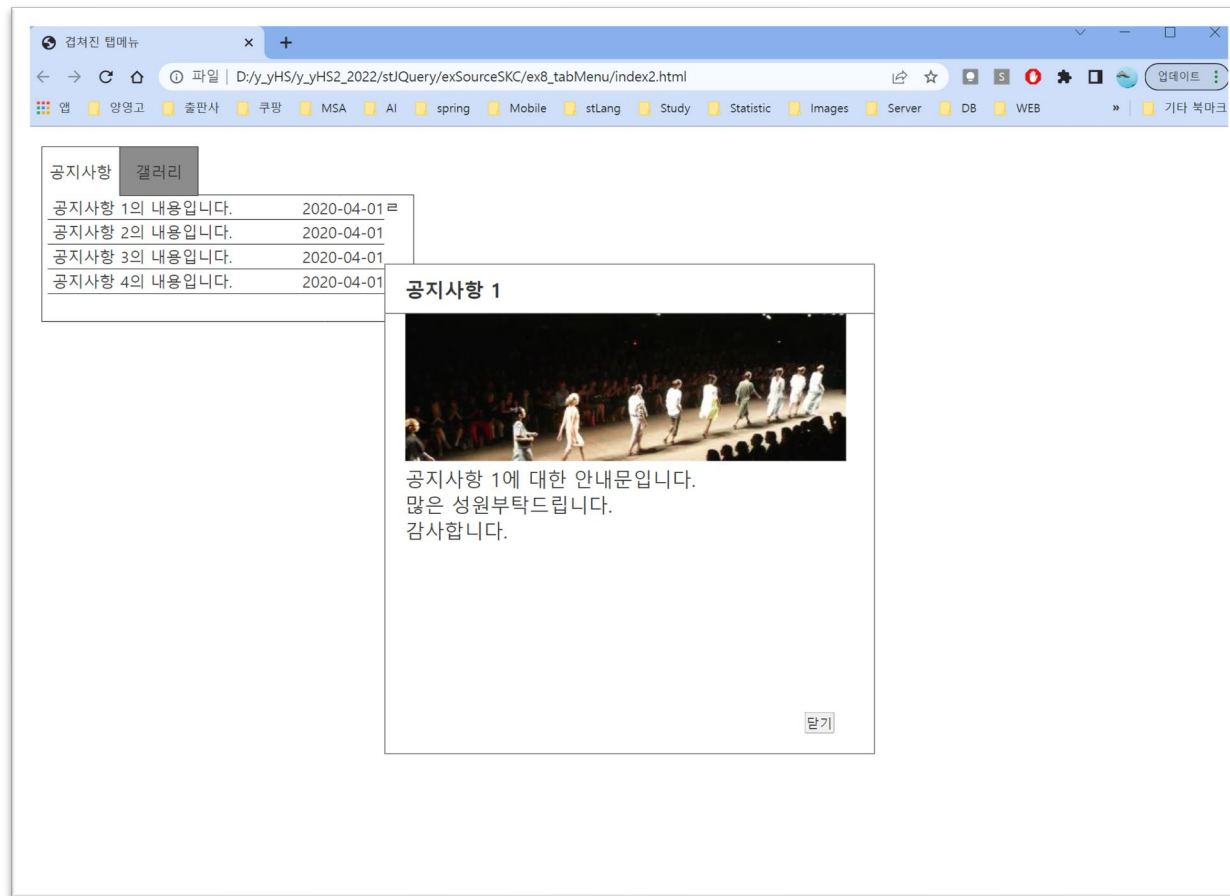 겹쳐진 탭메뉴
파일 | D:/y_yHS/y_yHS2_2022/stJQuery/exSourceSKC/ex8_tabMenu/index2.html 업데이트
앱 양영고 출판사 쿠팡 MSA AI spring Mobile stLang Study Statistic Images Server DB WEB » 기타 북마크
공지사항 갤러리
공지사항 1의 내용입니다. 2020-04-01ㄹ
공지사항 2의 내용입니다. 2020-04-01
공지사항 3의 내용입니다. 2020-04-01
공지사항 4의 내용입니다. 2020-04-01
공지사항 1
공지사항 1에 대한 안내문입니다.
많은 성원부탁드립니다.
감사합니다.
닫기